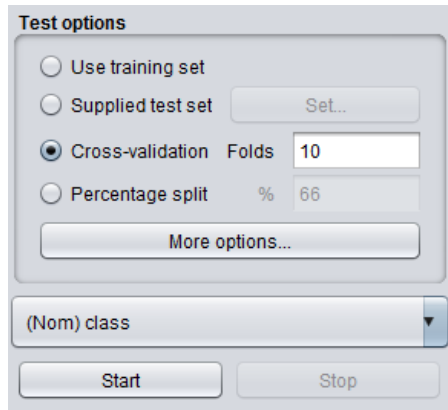 Test options
Use training set
Supplied test set Set...
Cross-validation Folds 10
Percentage split % 66
More options...
(Nom) class
Start Stop